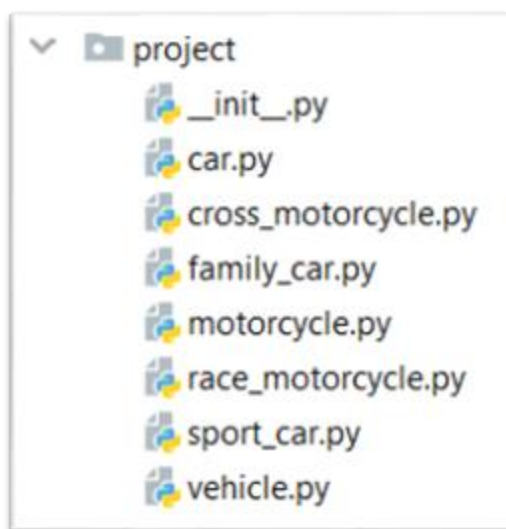 project
__init__.py
car.py
cross_motorcycle.py
family_car.py
motorcycle.py
race_motorcycle.py
sport_car.py
vehicle.py